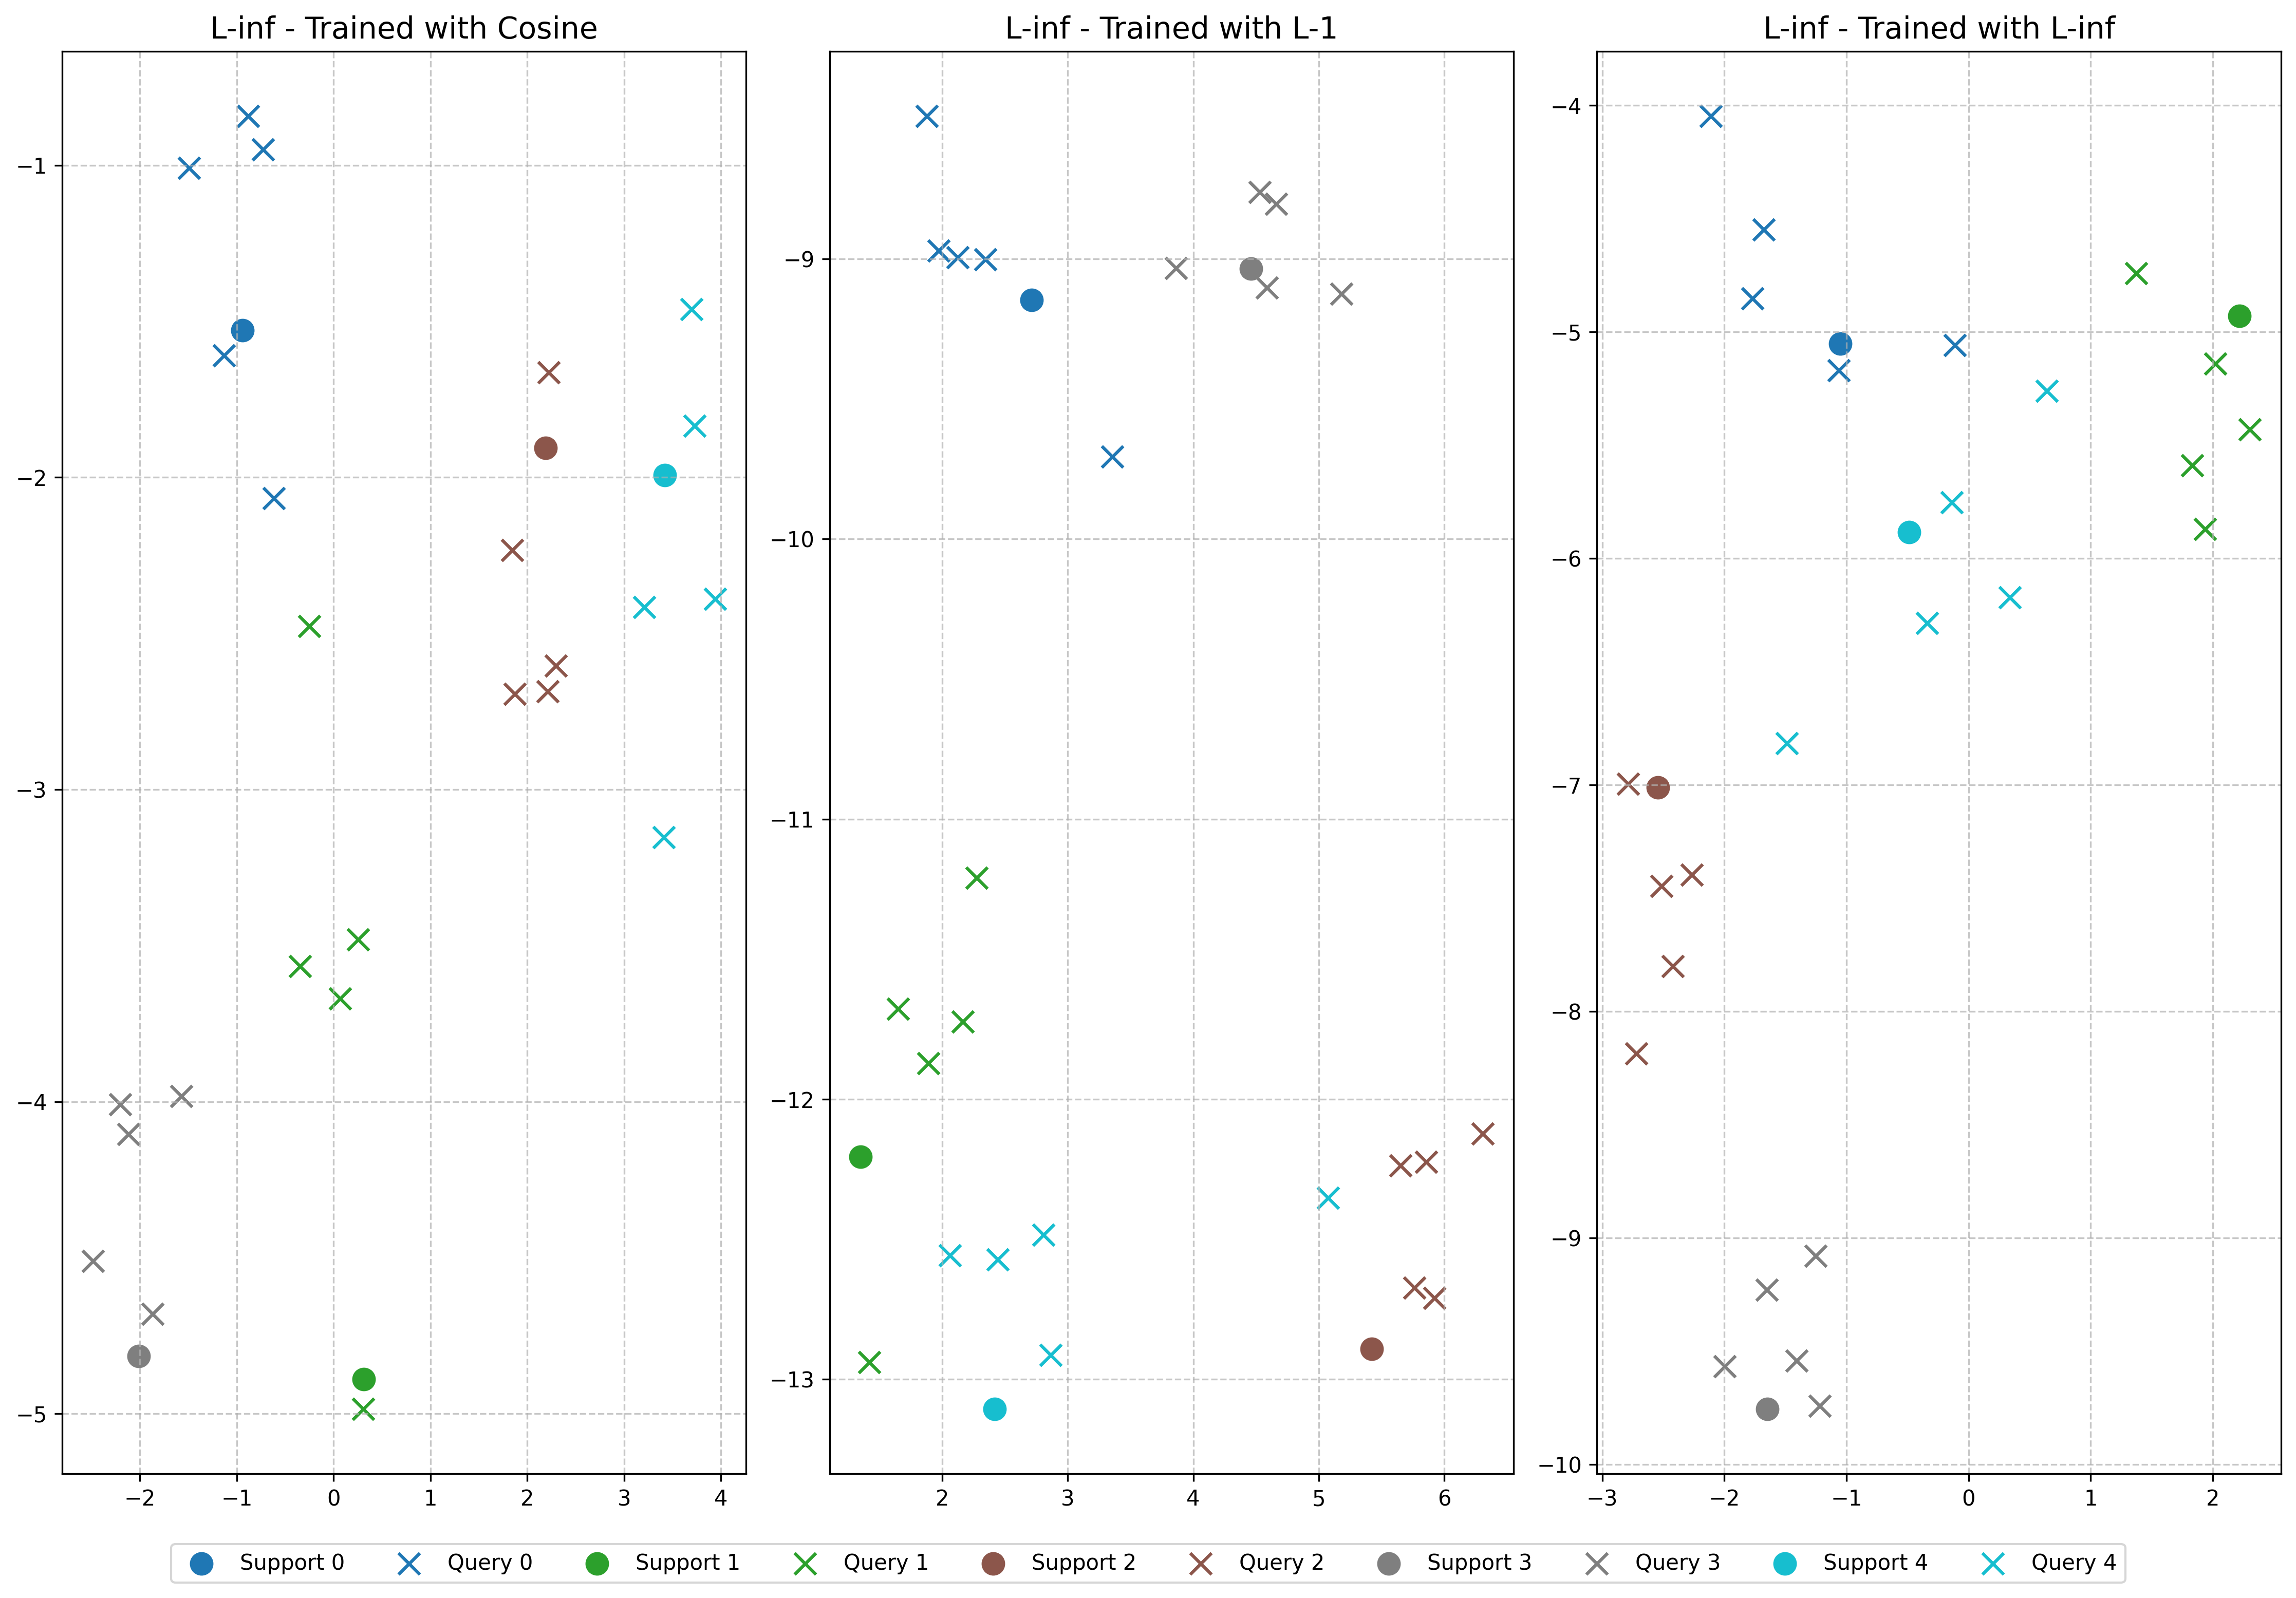 L-inf - Trained with Cosine
L-inf - Trained with L-1
L-inf - Trained with L-inf
−1
−2
−3
−4
−5
−2 −1 0 1 2 3 4
−9
−10
−11
−12
−13
2 3 4 5 6
−4
−5
−6
−7
−8
−9
−10
−3 −2 −1 0 1 2
Support 0 Query 0 Support 1 Query 1 Support 2 Query 2 Support 3 Query 3 Support 4 Query 4